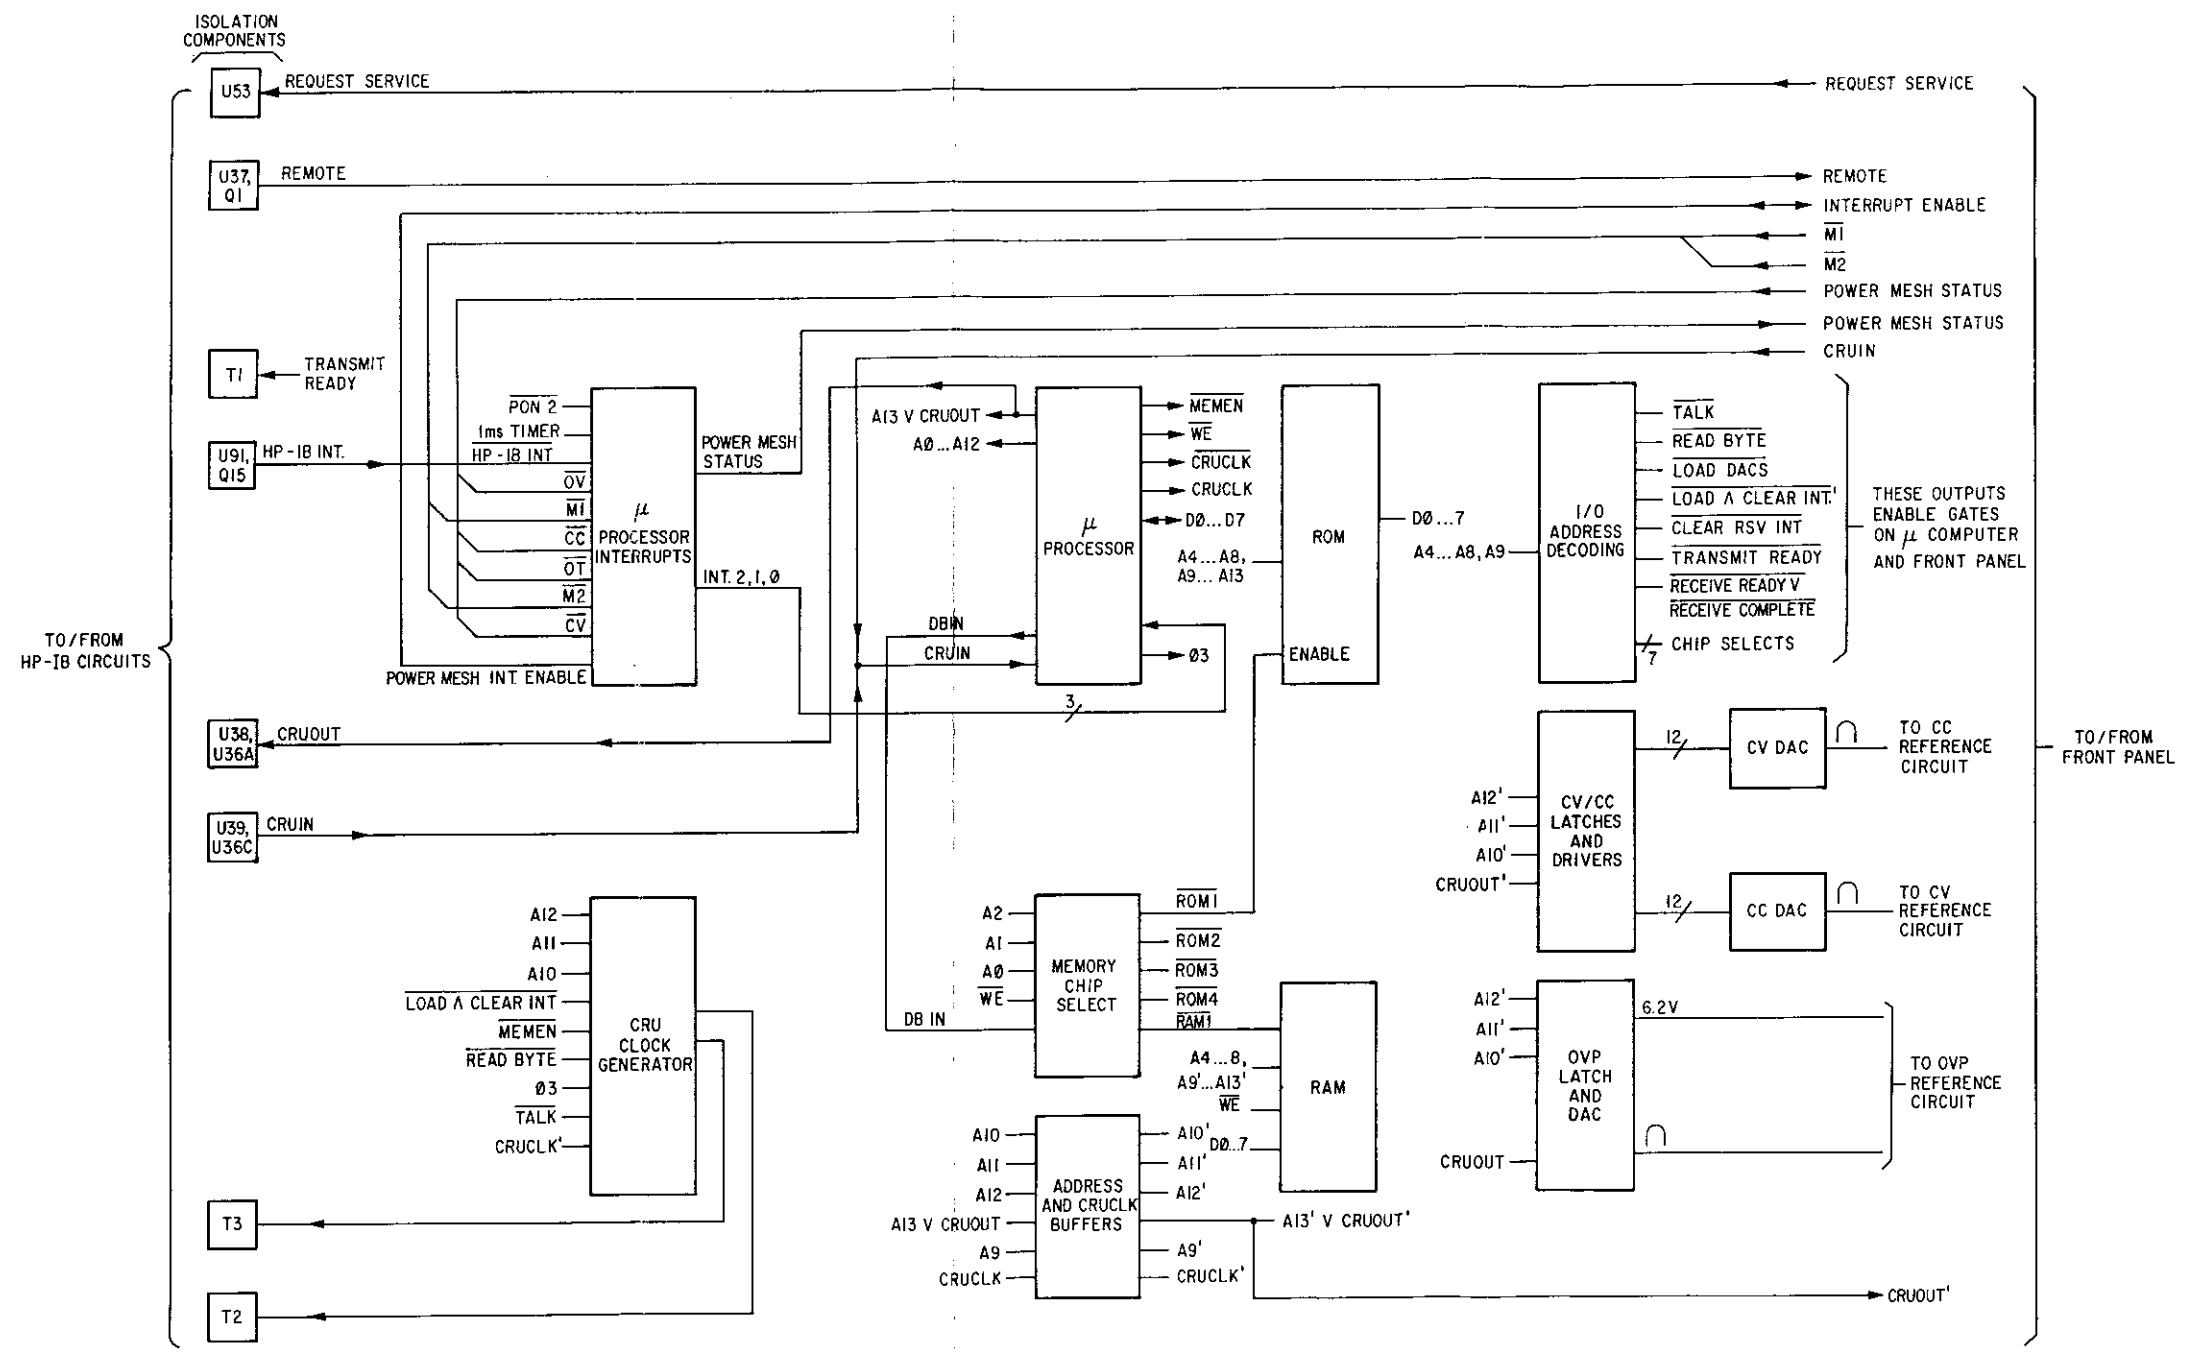 ISOLATION
COMPONENTS
U53
REQUEST SERVICE
REQUEST SERVICE
U37,
Q1
REMOTE
REMOTE
INTERRUPT ENABLE
M1
M2
POWER MESH STATUS
POWER MESH STATUS
CRUIN
T1
TRANSMIT
READY
U91,
Q15
HP-IB INT.
PON 2
1ms TIMER
HP-IB INT
OV
M1
CC
OT
M2
CV
POWER MESH INT. ENABLE
μ
PROCESSOR
INTERRUPTS
POWER MESH
STATUS
INT. 2,1,0
3
A13 V CRUOUT
AØ...A12
DBIN
CRUIN
μ
PROCESSOR
MEMEN
WE
CRUCLK
CRUCLK
DØ...D7
Ø3
A4...A8,
A9...A13
ROM
ENABLE
DØ...7
A4...A8, A9
I/O
ADDRESS
DECODING
TALK
READ BYTE
LOAD DACS
LOAD Λ CLEAR INT.'
CLEAR RSV INT
TRANSMIT READY
RECEIVE READY V
RECEIVE COMPLETE
7
CHIP SELECTS
THESE OUTPUTS
ENABLE GATES
ON μ COMPUTER
AND FRONT PANEL
TO/FROM
HP-IB CIRCUITS
TO/FROM
FRONT PANEL
U38,
U36A
CRUOUT
U39,
U36C
CRUIN
A12'
A11'
A10'
CRUOUT'
CV/CC
LATCHES
AND
DRIVERS
12
CV DAC
TO CC
REFERENCE
CIRCUIT
12
CC DAC
TO CV
REFERENCE
CIRCUIT
A12
A11
A10
LOAD Λ CLEAR INT
MEMEN
READ BYTE
Ø3
TALK
CRUCLK'
CRU
CLOCK
GENERATOR
A2
A1
AØ
WE
DB IN
MEMORY
CHIP
SELECT
ROM1
ROM2
ROM3
ROM4
RAM1
A4...8,
A9'...A13'
WE
DØ...7
RAM
A12'
A11'
A10'
CRUOUT
OVP
LATCH
AND
DAC
6.2V
TO OVP
REFERENCE
CIRCUIT
A10
A11
A12
A13 V CRUOUT
A9
CRUCLK
ADDRESS
AND CRUCLK
BUFFERS
A10'
A11'
A12'
A13' V CRUOUT'
A9'
CRUCLK'
CRUOUT'
T3
T2